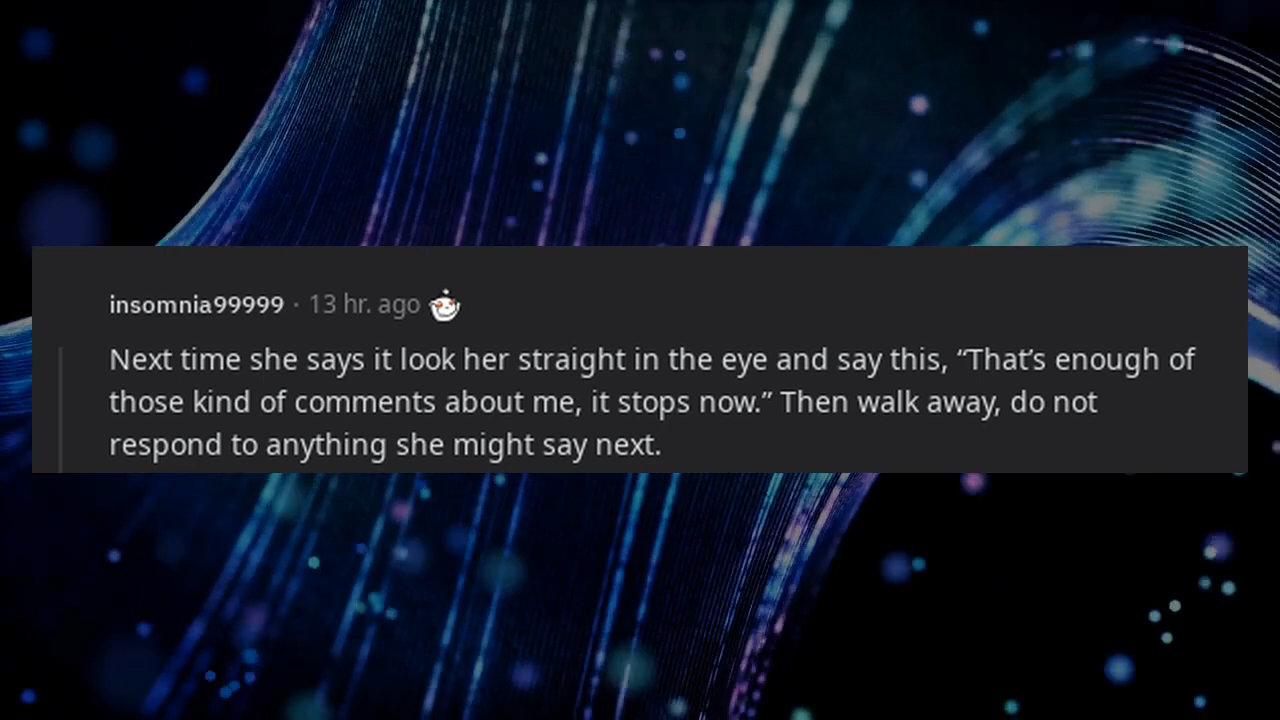 insomnia99999 · 13 hr. ago
Next time she says it look her straight in the eye and say this, “That’s enough of
those kind of comments about me, it stops now.” Then walk away, do not
respond to anything she might say next.